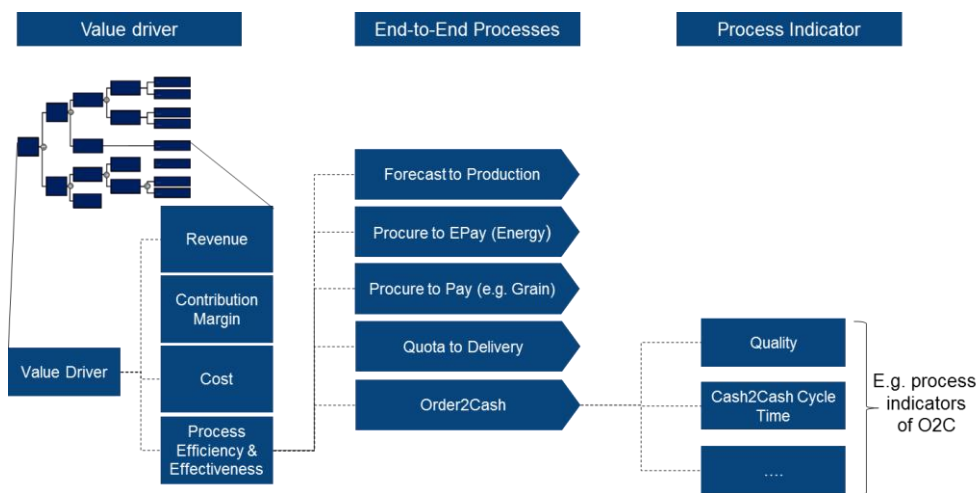 Value driver
End-to-End Processes
Process Indicator
Forecast to Production
Procure to EPay (Energy)
Procure to Pay (e.g. Grain)
Quota to Delivery
Order2Cash
Revenue
Contribution
Margin
Cost
Process
Efficiency &
Effectiveness
Value Driver
Quality
Cash2Cash Cycle
Time
....
E.g. process
indicators
of O2C